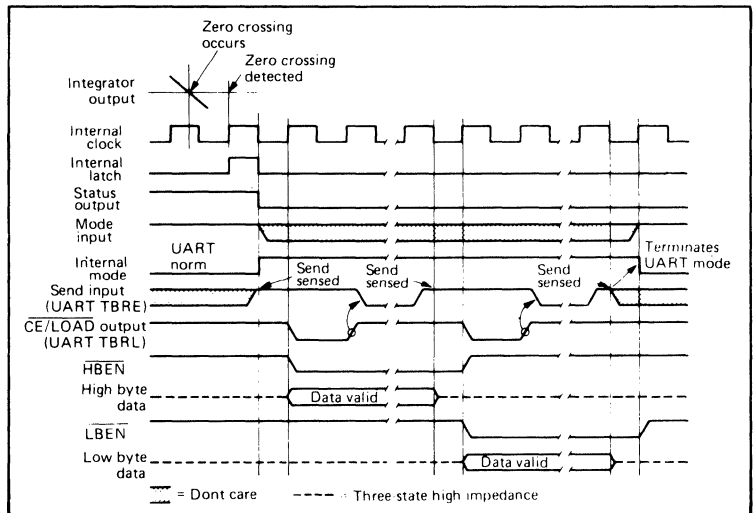 Zero crossing
occurs
Zero crossing
detected
Integrator
output
Internal
clock
Internal
latch
Status
output
Mode
input
UART
norm
Internal
mode
Terminates
UART mode
Send
sensed
Send
sensed
Send
sensed
Send input
(UART TBRE)
CE/LOAD output
(UART TBRL)
HBEN
High byte
data
Data valid
LBEN
Low byte
data
Data valid
= Dont care
= Three-state high impedance